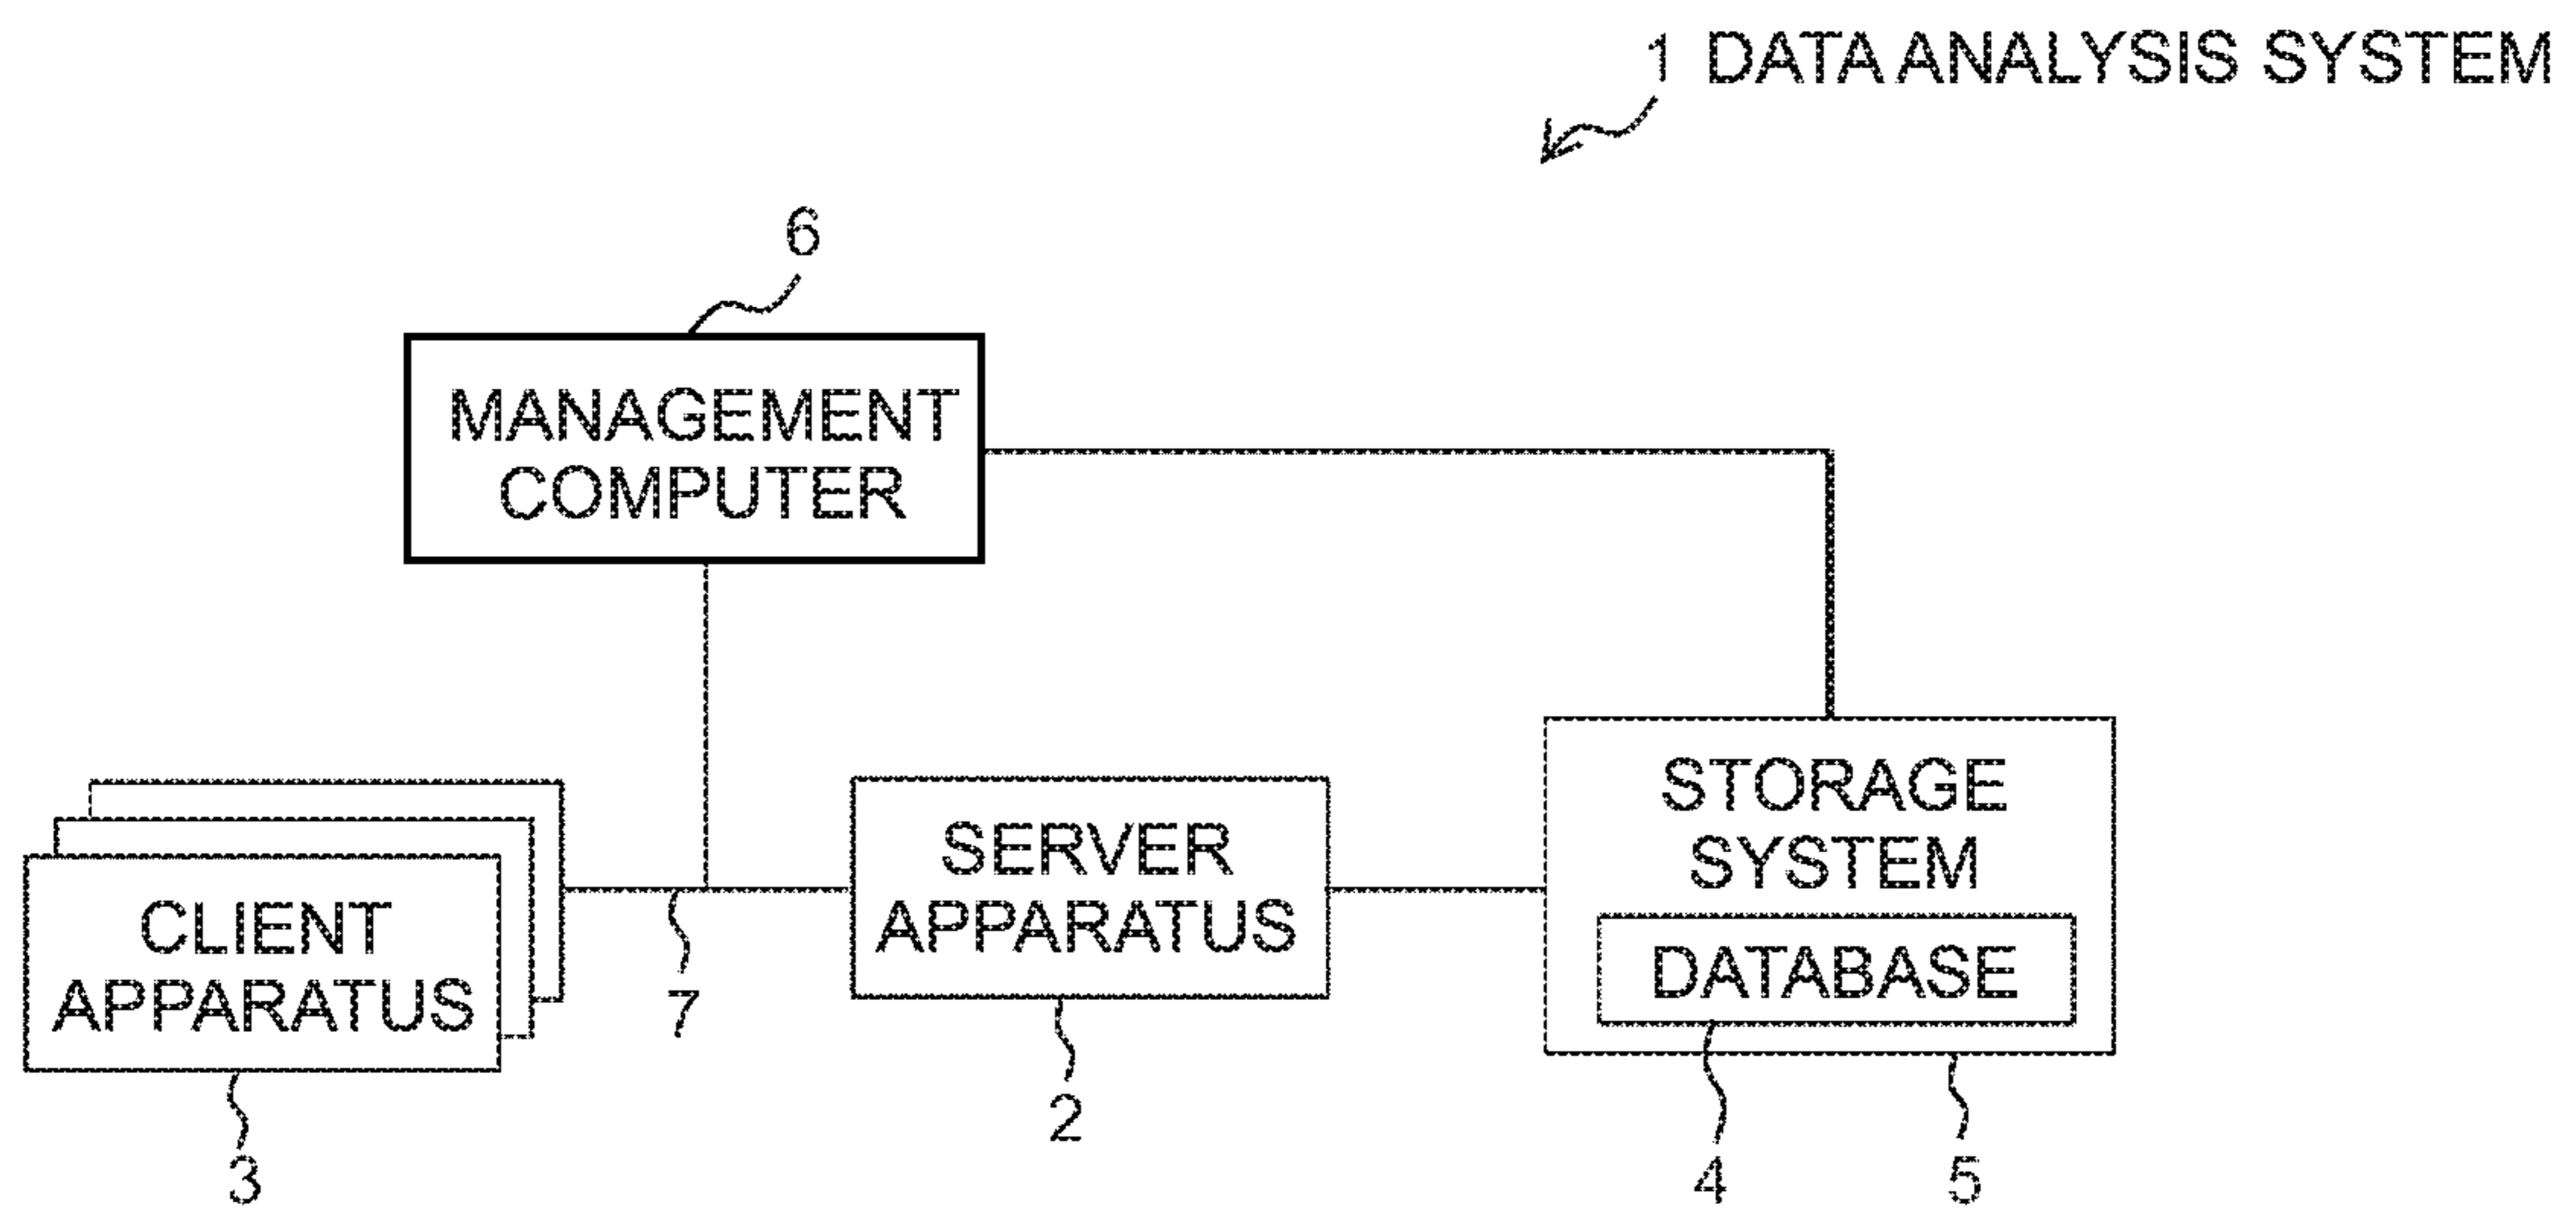 1 DATA ANALYSIS SYSTEM
6
MANAGEMENT
COMPUTER
STORAGE
SYSTEM
DATABASE
SERVER
APPARATUS
CLIENT
APPARATUS
7
2
3
4
5